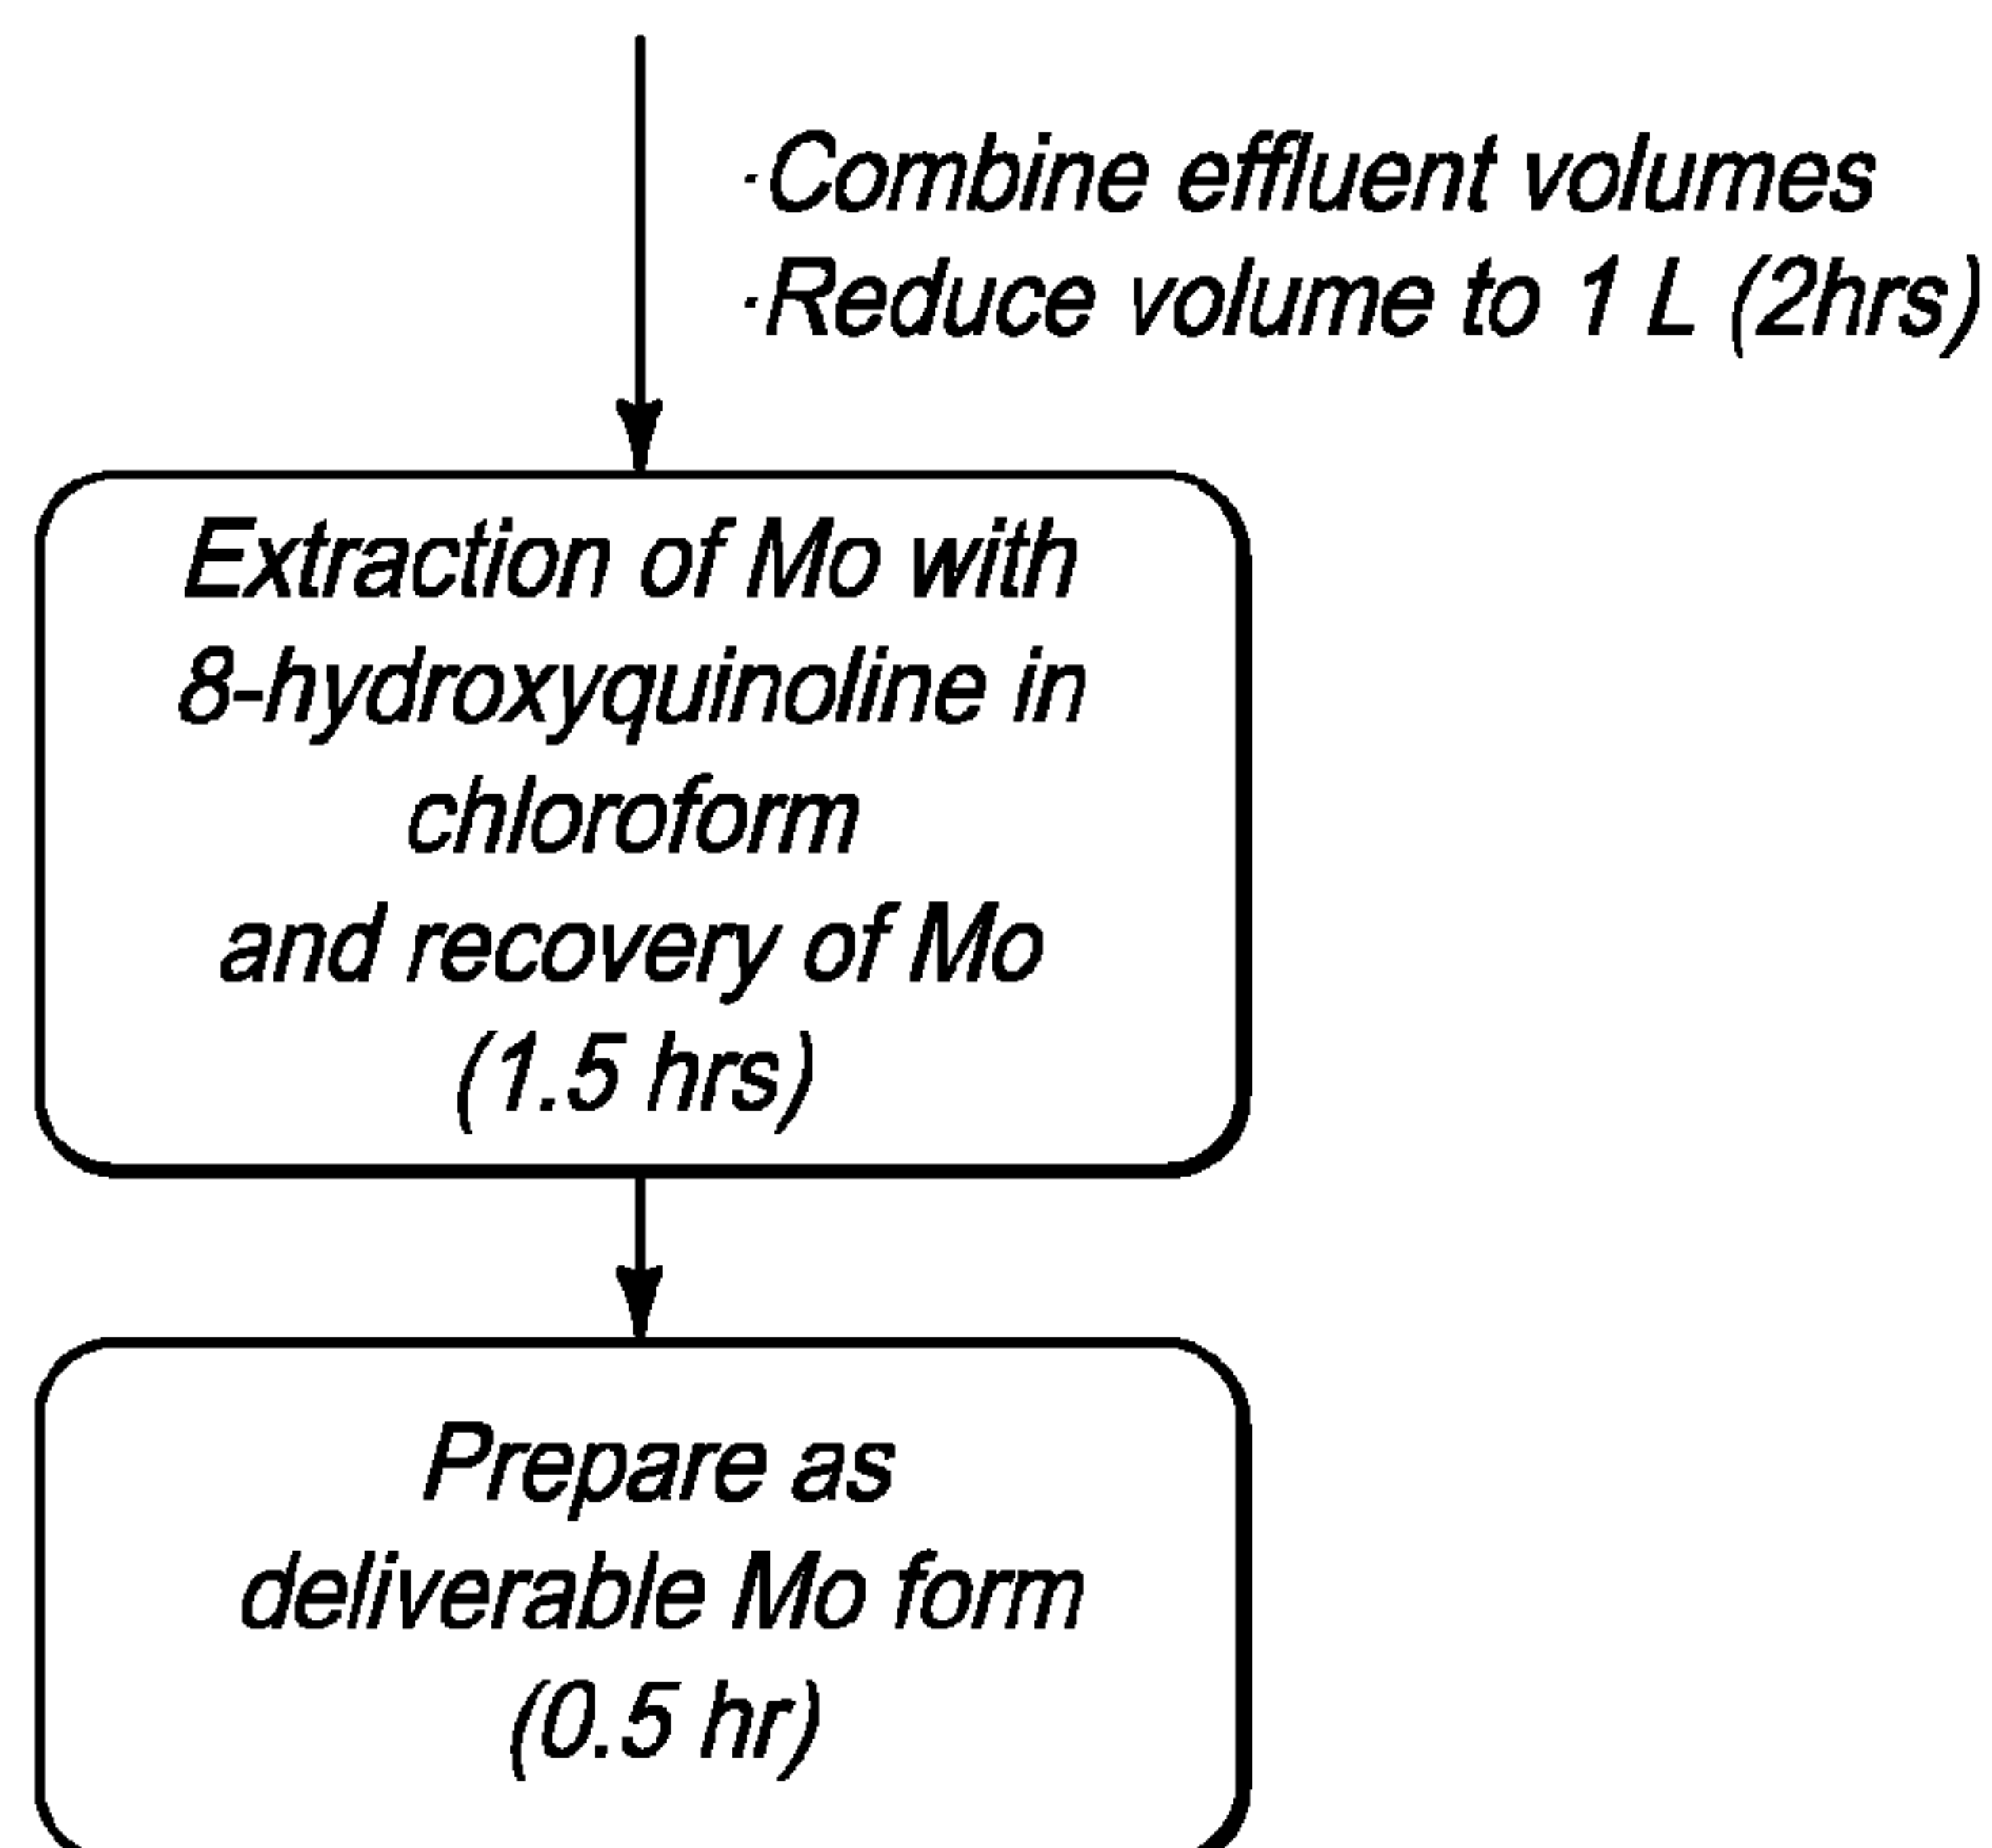 ·Combine effluent volumes
·Reduce volume to 1 L (2hrs)
Extraction of Mo with
8-hydroxyquinoline in
chloroform
and recovery of Mo
(1.5 hrs)
Prepare as
deliverable Mo form
(0.5 hr)